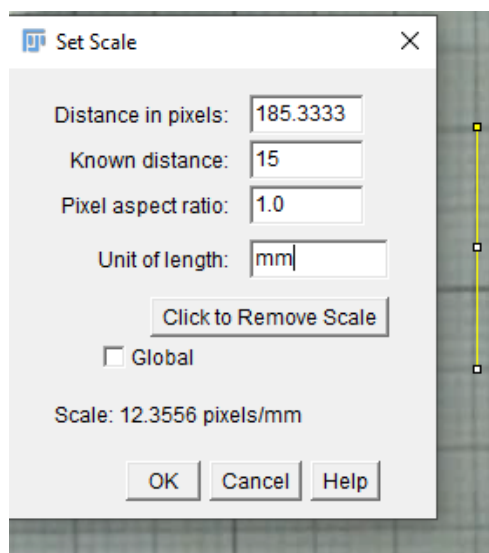 Set Scale
Distance in pixels: 185.3333
Known distance: 15
Pixel aspect ratio: 1.0
Unit of length: mm
Click to Remove Scale
Global
Scale: 12.3556 pixels/mm
OK Cancel Help